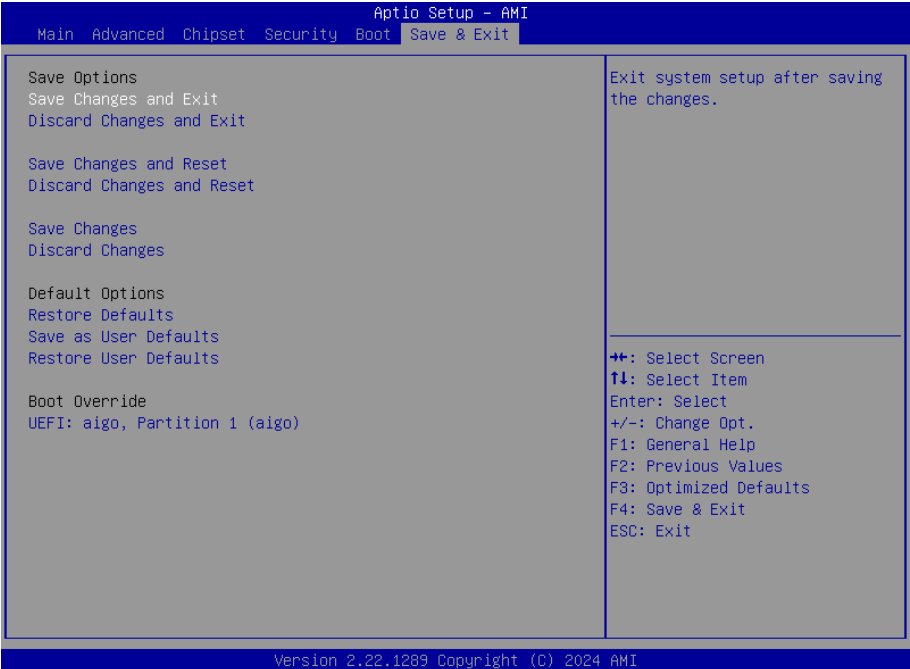 Aptio Setup – AMI
Main Advanced Chipset Security Boot Save & Exit
Save Options
Save Changes and Exit
Discard Changes and Exit
Save Changes and Reset
Discard Changes and Reset
Save Changes
Discard Changes
Default Options
Restore Defaults
Save as User Defaults
Restore User Defaults
Boot Override
UEFI: aigo, Partition 1 (aigo)
Exit system setup after saving
the changes.
→←: Select Screen
↑↓: Select Item
Enter: Select
+/-: Change Opt.
F1: General Help
F2: Previous Values
F3: Optimized Defaults
F4: Save & Exit
ESC: Exit
Version 2.22.1289 Copyright (C) 2024 AMI